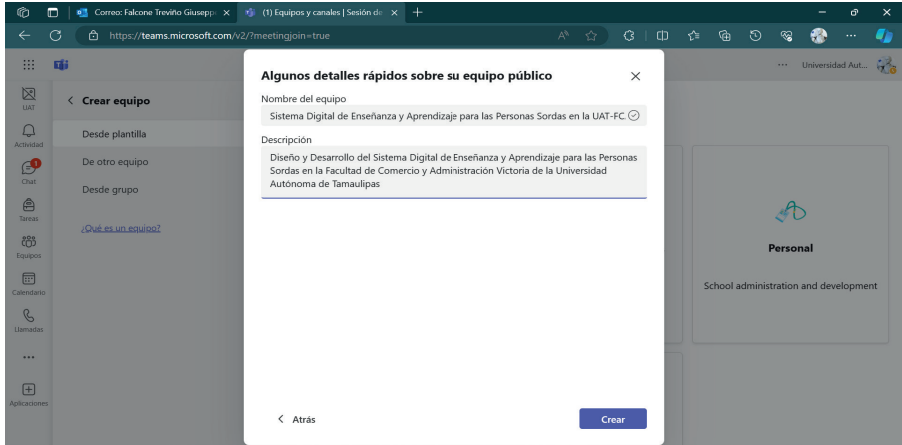 Correo: Falcone Treviño Giusepp
(1) Equipos y canales | Sesión de
https://teams.microsoft.com/v2/?meetingjoin=true
Universidad Aut...
UAT
Actividad
Chat
1
Tareas
Equipos
Calendario
Llamadas
Aplicaciones
Crear equipo
Desde plantilla
De otro equipo
Desde grupo
¿Qué es un equipo?
Algunos detalles rápidos sobre su equipo público
Nombre del equipo
Sistema Digital de Enseñanza y Aprendizaje para las Personas Sordas en la UAT-FC
Descripción
Diseño y Desarrollo del Sistema Digital de Enseñanza y Aprendizaje para las Personas
Sordas en la Facultad de Comercio y Administración Victoria de la Universidad
Autónoma de Tamaulipas
Atrás
Crear
Personal
School administration and development